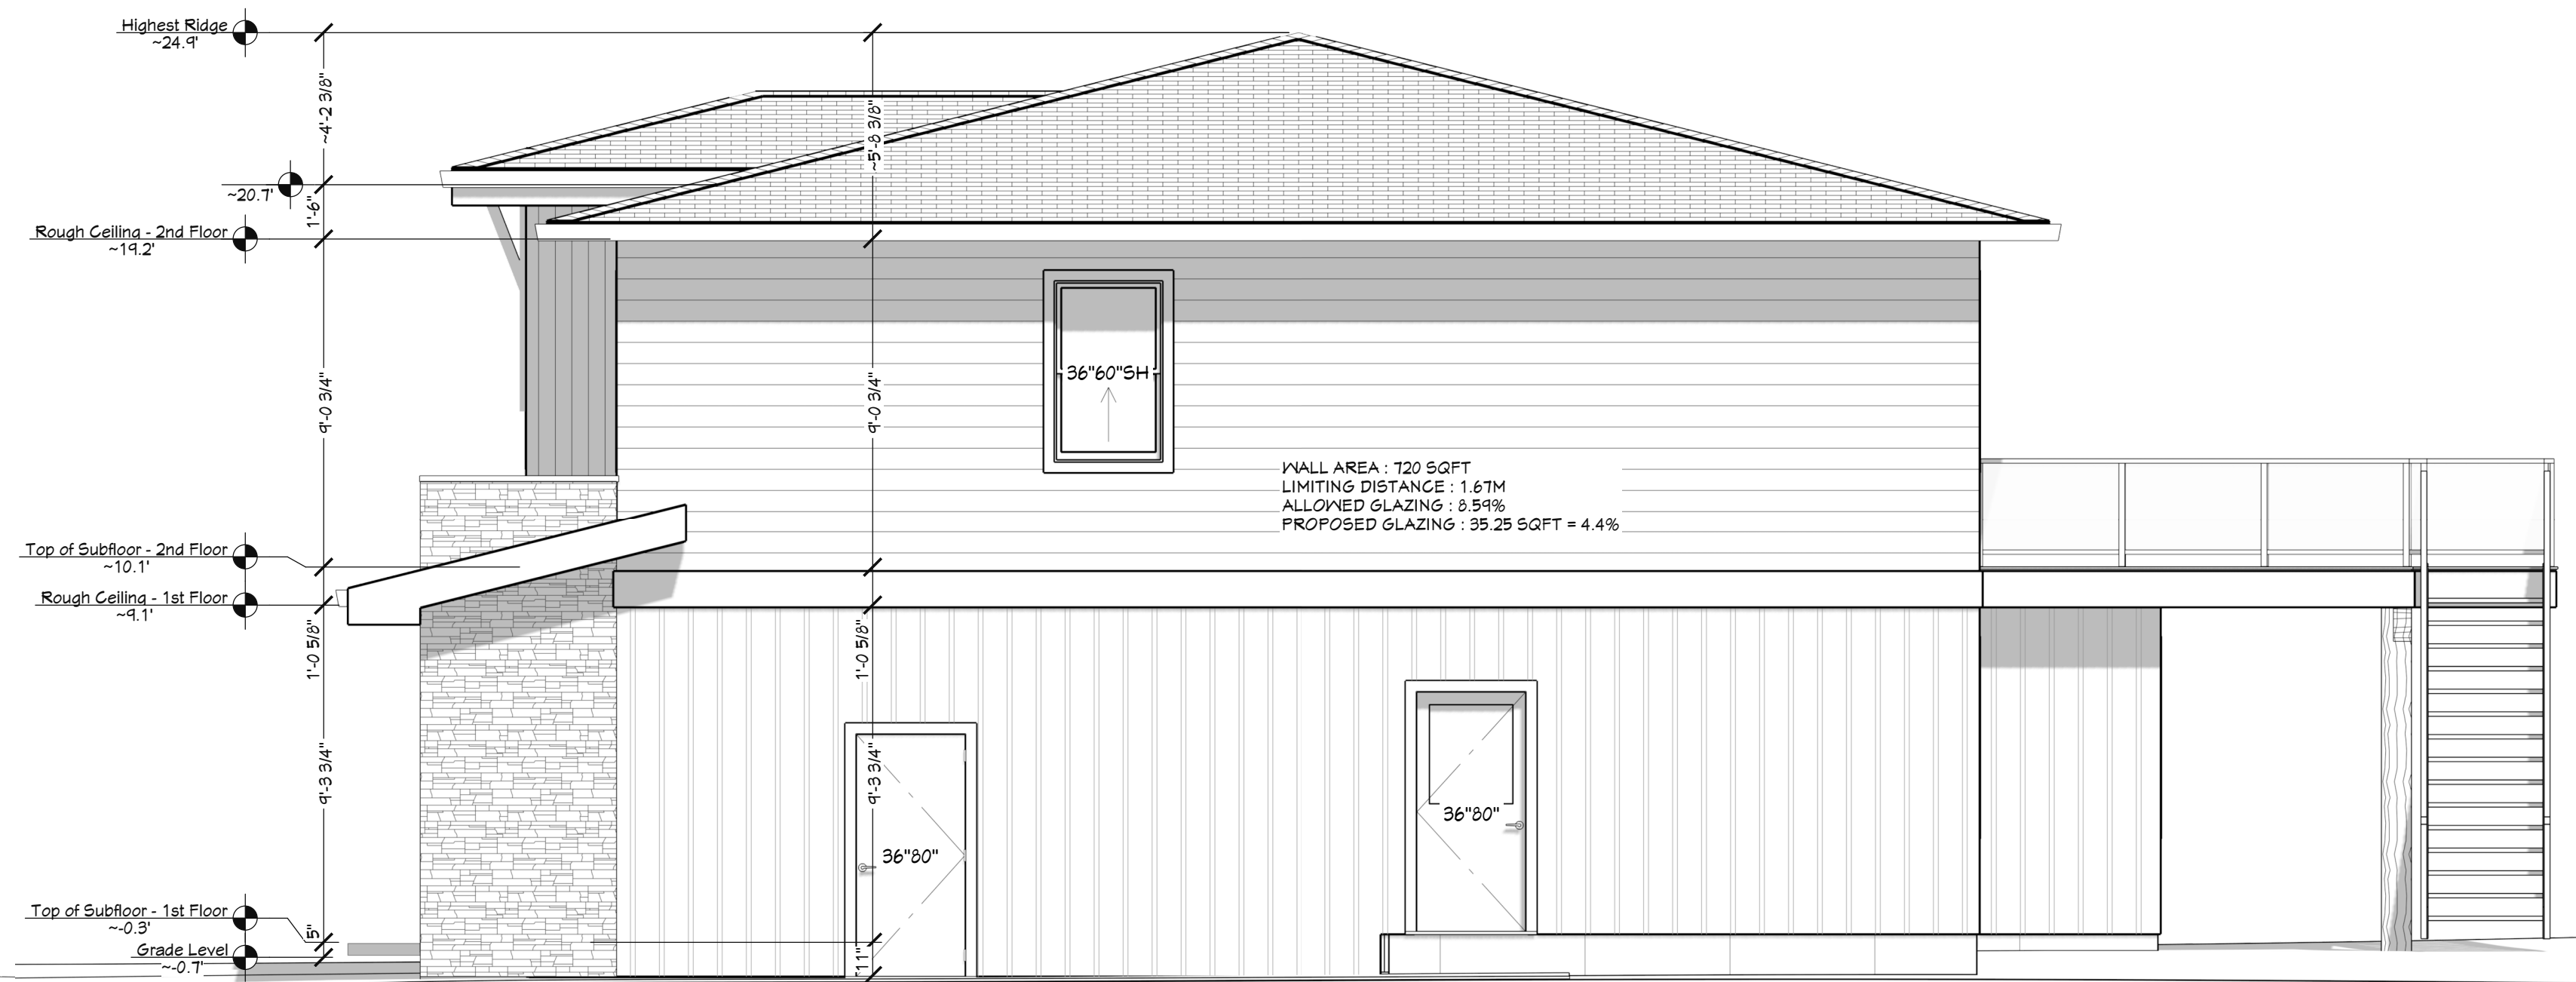 Highest Ridge
~24.9'
~4'-2 3/8"
~5'-8 3/8"
~20.7'
1'-6"
Rough Ceiling - 2nd Floor
~19.2'
9'-0 3/4"
9'-0 3/4"
36"60"SH
WALL AREA : 720 SQFT
LIMITING DISTANCE : 1.67M
ALLOWED GLAZING : 8.59%
PROPOSED GLAZING : 35.25 SQFT = 4.4%
Top of Subfloor - 2nd Floor
~10.1'
Rough Ceiling - 1st Floor
~9.1'
1'-0 5/8"
1'-0 5/8"
9'-3 3/4"
9'-3 3/4"
36"80"
36"80"
Top of Subfloor - 1st Floor
~-0.3'
5"
Grade Level
~-0.7'
11"